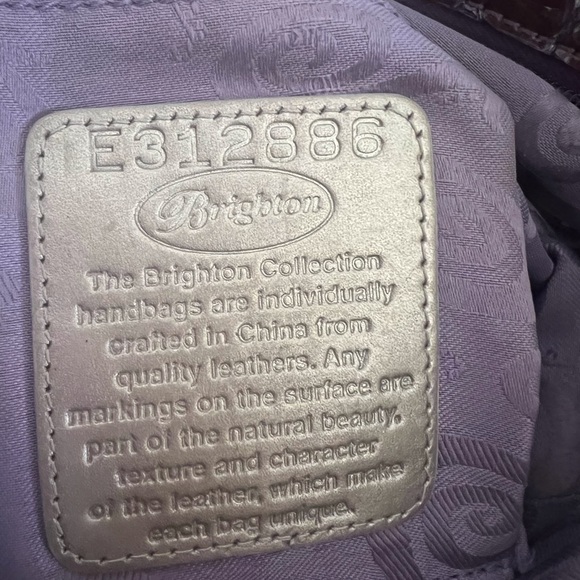 E312886
Brighton
The Brighton Collection
handbags are individually
crafted in China from
quality leathers. Any
markings on the surface are
part of the natural beauty,
texture and character
of the leather, which make
each bag unique.